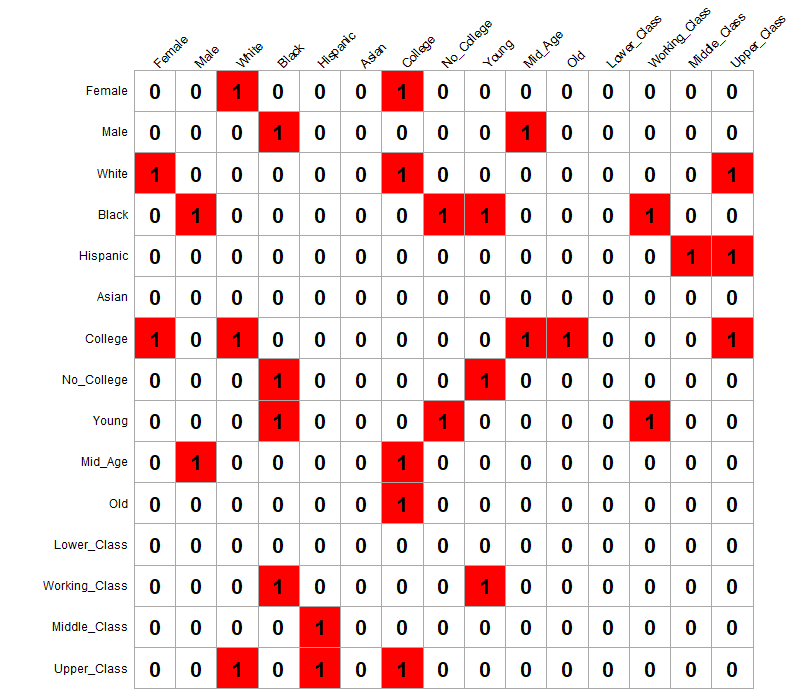 Female Male White Black Hispanic Asian College No_College Young Mid_Age Old Lower_Class Working_Class Middle_Class Upper_Class
Female 0 0 1 0 0 0 1 0 0 0 0 0 0 0 0
Male 0 0 0 1 0 0 0 0 0 1 0 0 0 0 0
White 1 0 0 0 0 0 1 0 0 0 0 0 0 0 1
Black 0 1 0 0 0 0 0 1 1 0 0 0 1 0 0
Hispanic 0 0 0 0 0 0 0 0 0 0 0 0 0 1 1
Asian 0 0 0 0 0 0 0 0 0 0 0 0 0 0 0
College 1 0 1 0 0 0 0 0 0 1 1 0 0 0 1
No_College 0 0 0 1 0 0 0 0 1 0 0 0 0 0 0
Young 0 0 0 1 0 0 0 1 0 0 0 0 1 0 0
Mid_Age 0 1 0 0 0 0 1 0 0 0 0 0 0 0 0
Old 0 0 0 0 0 0 1 0 0 0 0 0 0 0 0
Lower_Class 0 0 0 0 0 0 0 0 0 0 0 0 0 0 0
Working_Class 0 0 0 1 0 0 0 0 1 0 0 0 0 0 0
Middle_Class 0 0 0 0 1 0 0 0 0 0 0 0 0 0 0
Upper_Class 0 0 1 0 1 0 1 0 0 0 0 0 0 0 0